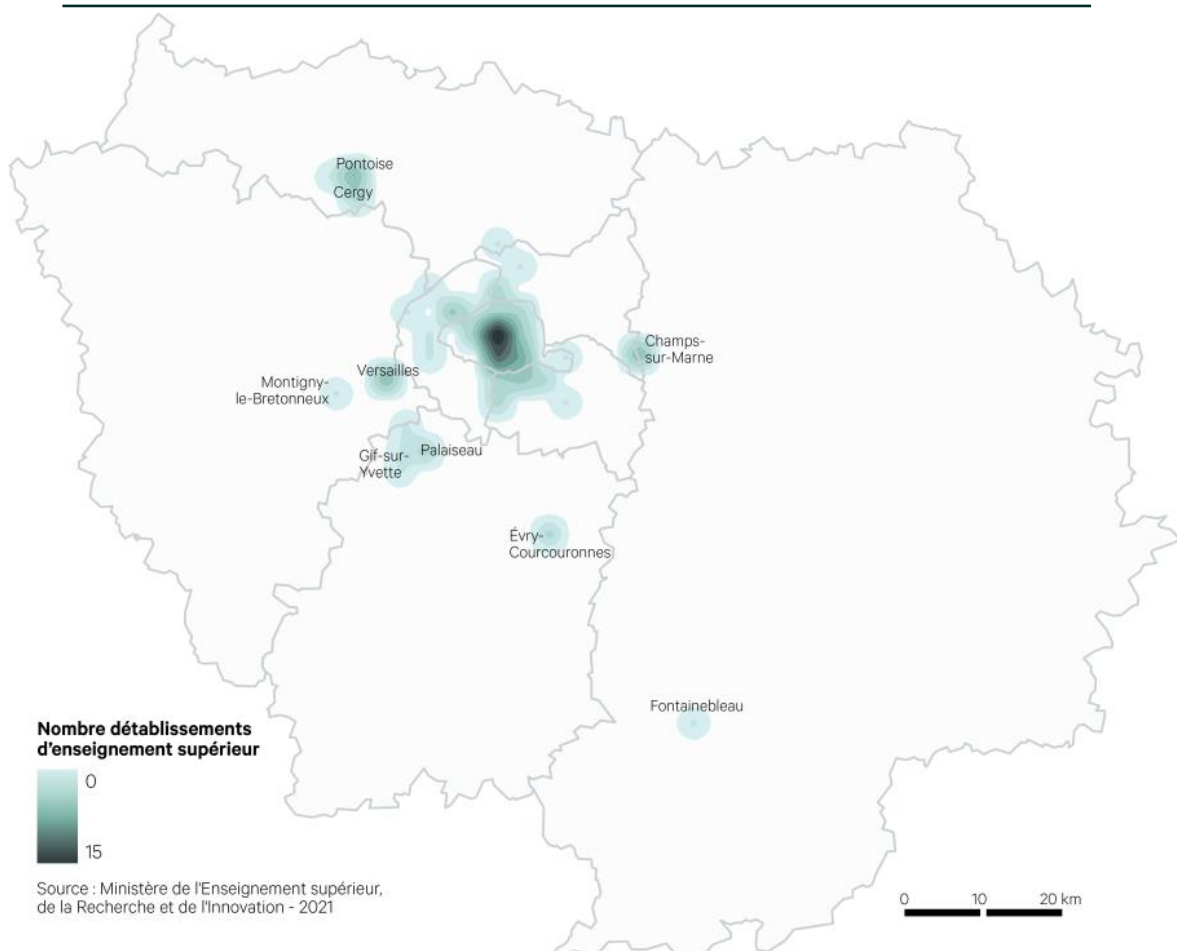 Pontoise
Cergy
Champs-
sur-Marne
Versailles
Montigny-
le-Bretonneux
Gif-sur-
Yvette
Palaiseau
Évry-
Courcouronnes
Fontainebleau
Nombre détablissements
d'enseignement supérieur
0
15
Source : Ministère de l'Enseignement supérieur,
de la Recherche et de l'Innovation - 2021
0 10 20 km